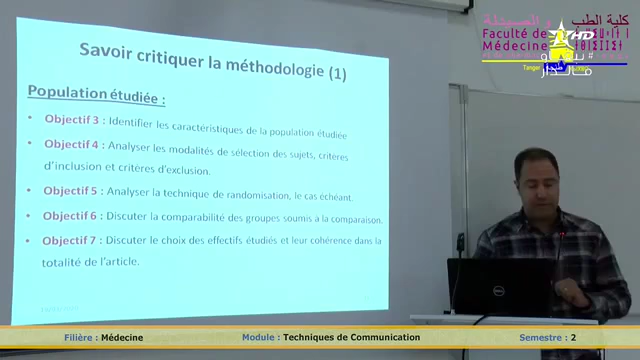 كلية الطب و الصيدلة
Faculté de
Médecine
HD
Tanger
Savoir critiquer la méthodologie (1)
Population étudiée :
• Objectif 3 : Identifier les caractéristiques de la population étudiée
• Objectif 4 : Analyser les modalités de sélection des sujets, critères
d'inclusion et critères d'exclusion.
• Objectif 5 : Analyser la technique de randomisation, le cas échéant.
• Objectif 6 : Discuter la comparabilité des groupes soumis à la comparaison.
• Objectif 7 : Discuter le choix des effectifs étudiés et leur cohérence dans la
totalité de l'article.
DELL
Filière : Médecine
Module : Techniques de Communication
Semestre : 2